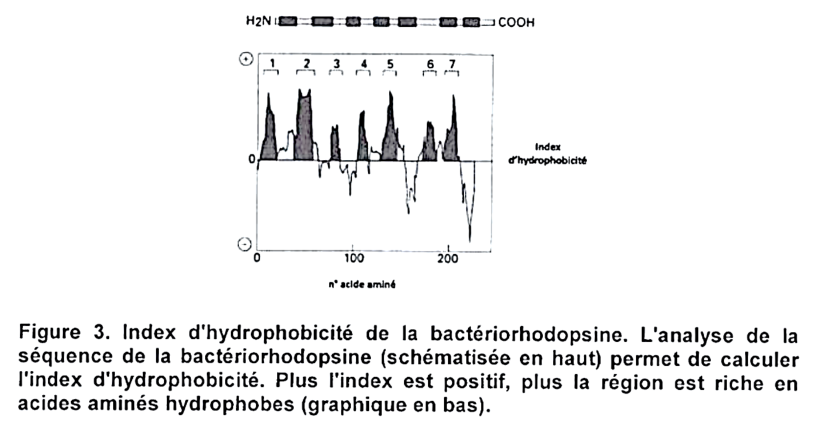 H2N COOH
+
1 2 3 4 5 6 7
0
Index
d'hydrophobicité
-
0 100 200
n° acide aminé
Figure 3. Index d'hydrophobicité de la bactériorhodopsine. L'analyse de la
séquence de la bactériorhodopsine (schématisée en haut) permet de calculer
l'index d'hydrophobicité. Plus l'index est positif, plus la région est riche en
acides aminés hydrophobes (graphique en bas).